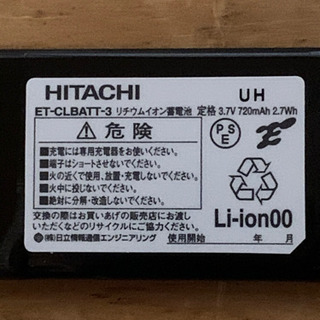 HITACHI UH
ET-CLBATT-3 リチウムイオン蓄電池 定格 3.7V 720mAh 2.7Wh
⚠危険
PS
E
■充電には専用充電器をお使いください。
■端子はショートさせないでください。
■火の近くで使用、放置・充電しないでください。
■火中に投じないでください。
■絶対に分解・改造しないでください。
交換の際はお買いあげの販売店にお渡し
いただくなどのリサイクルにご協力ください。
Li-ion00
(株)日立情報通信エンジニアリング 使用開始 年 月